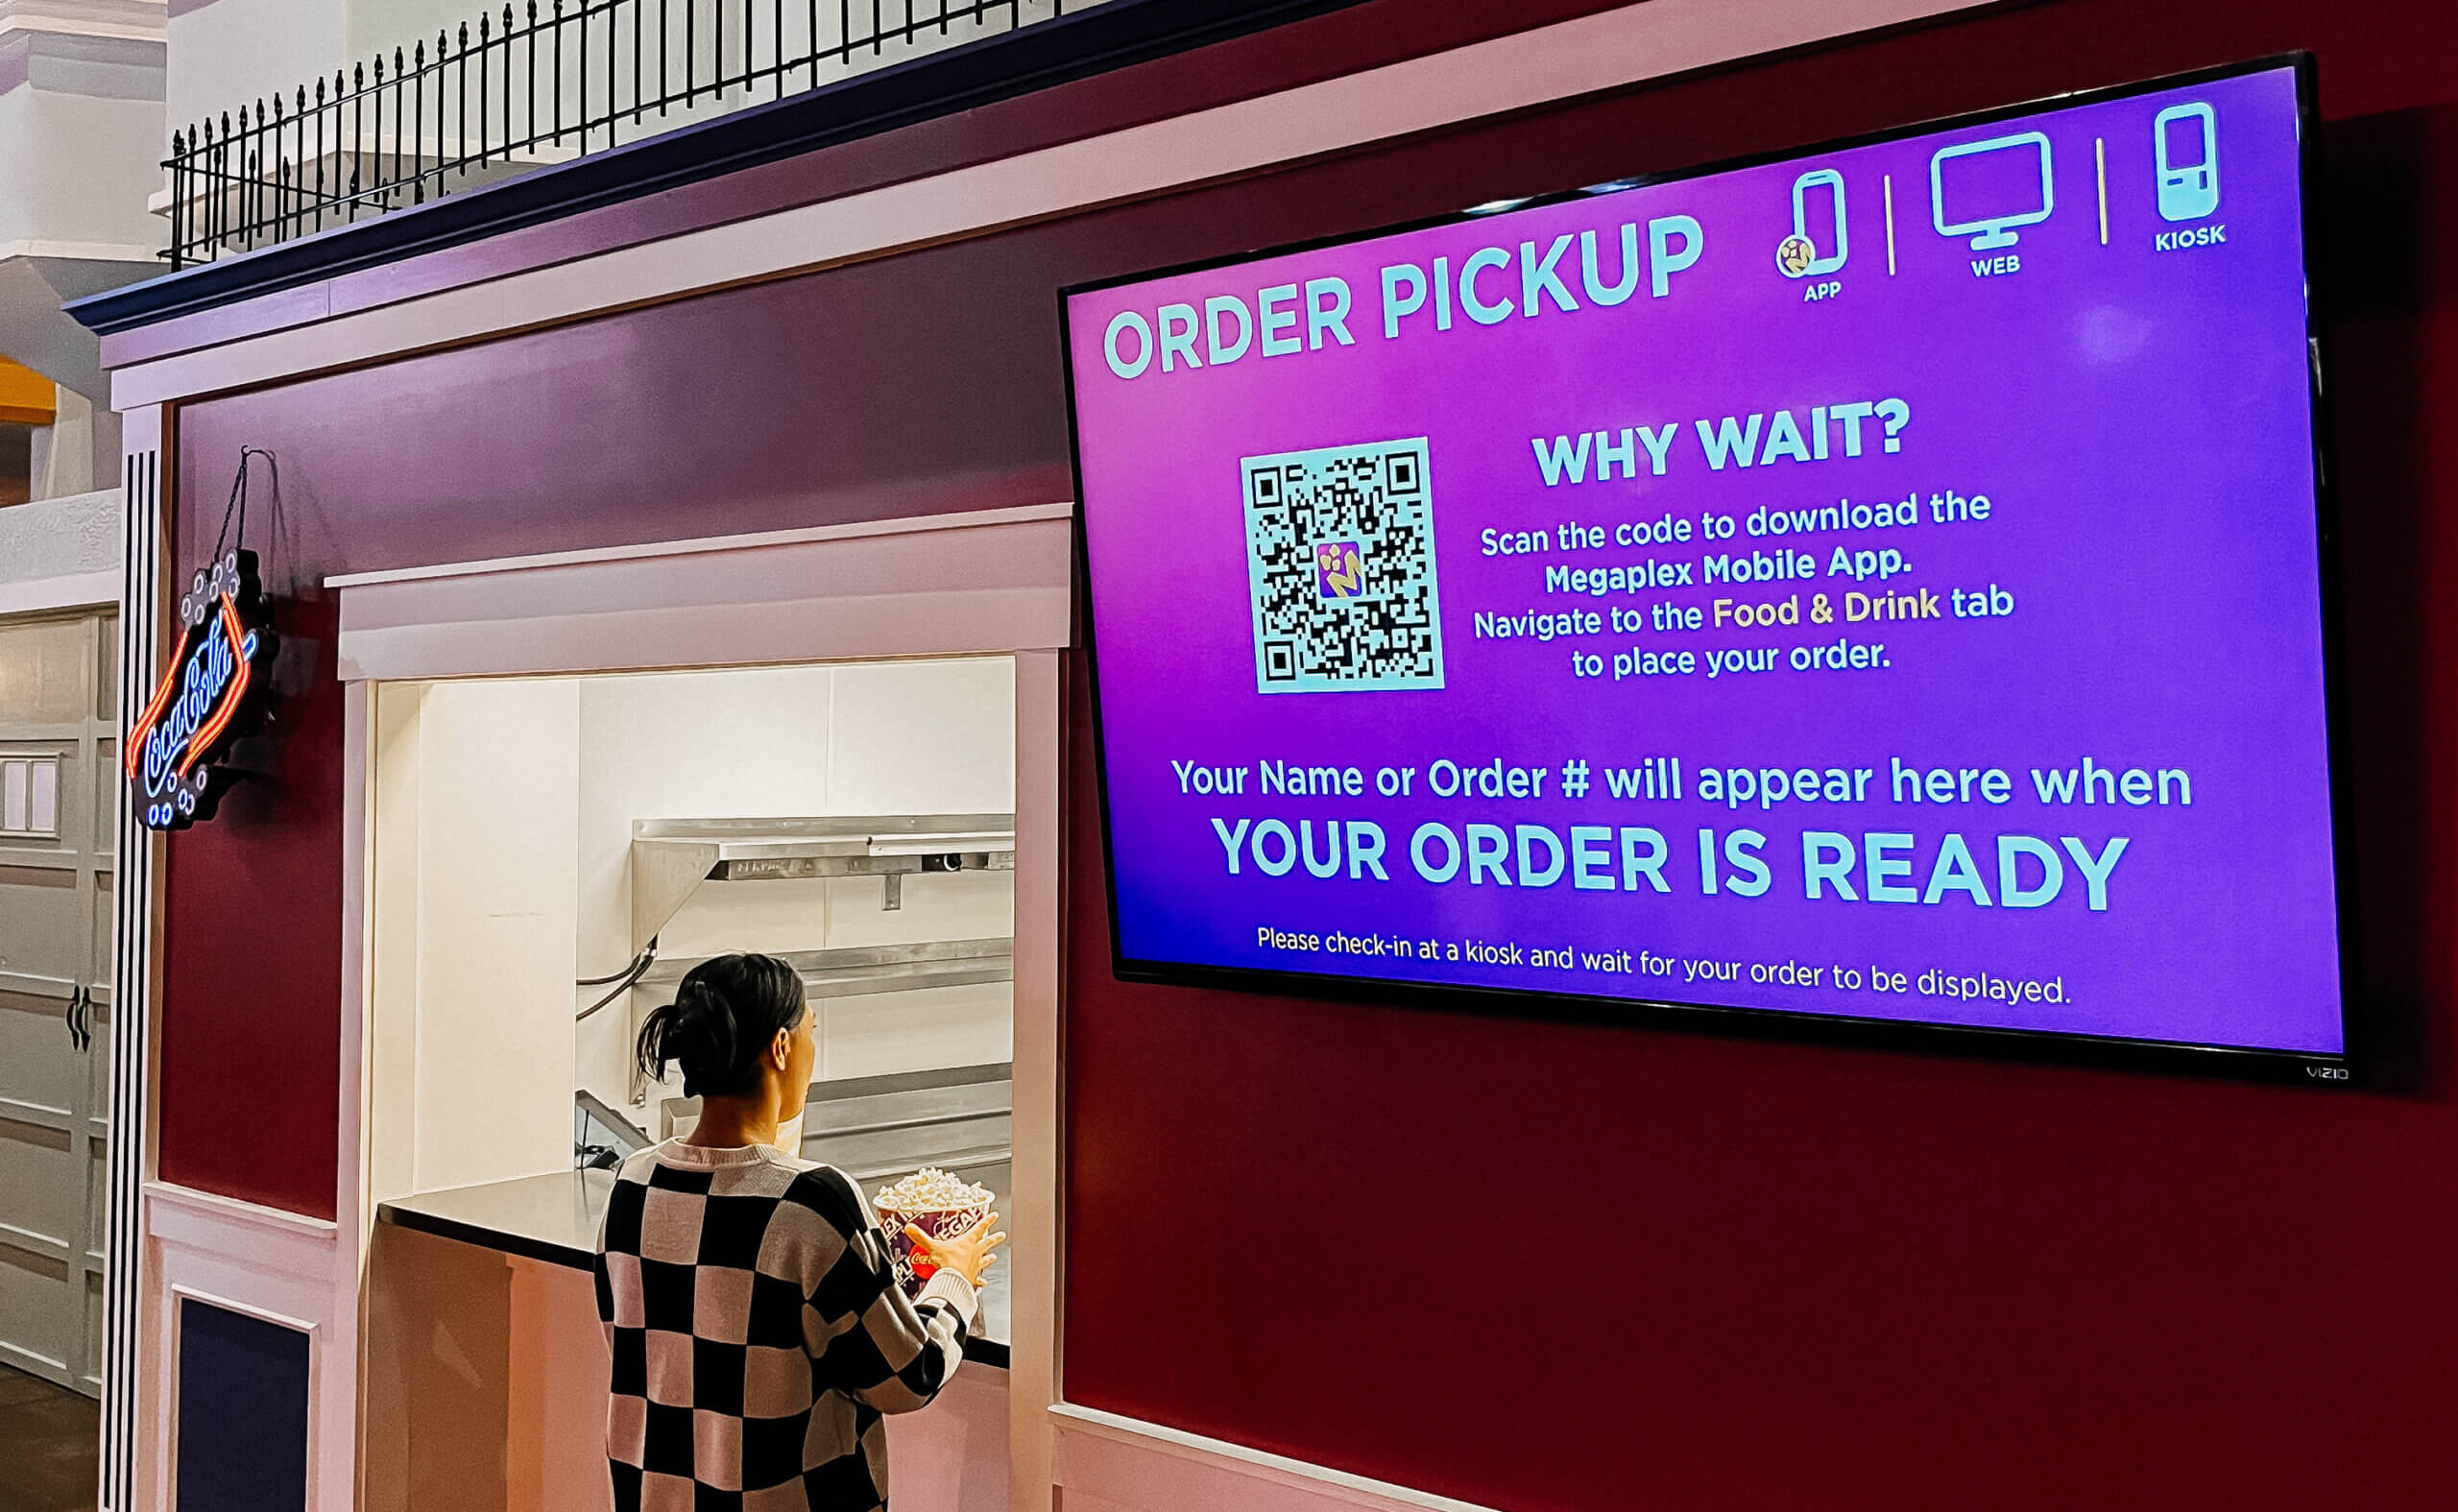 ORDER PICKUP
APP
WEB
KIOSK
WHY WAIT?
Scan the code to download the
Megaplex Mobile App.
Navigate to the Food & Drink tab
to place your order.
Your Name or Order # will appear here when
YOUR ORDER IS READY
Please check-in at a kiosk and wait for your order to be displayed.
VIZIO
Coca-Cola